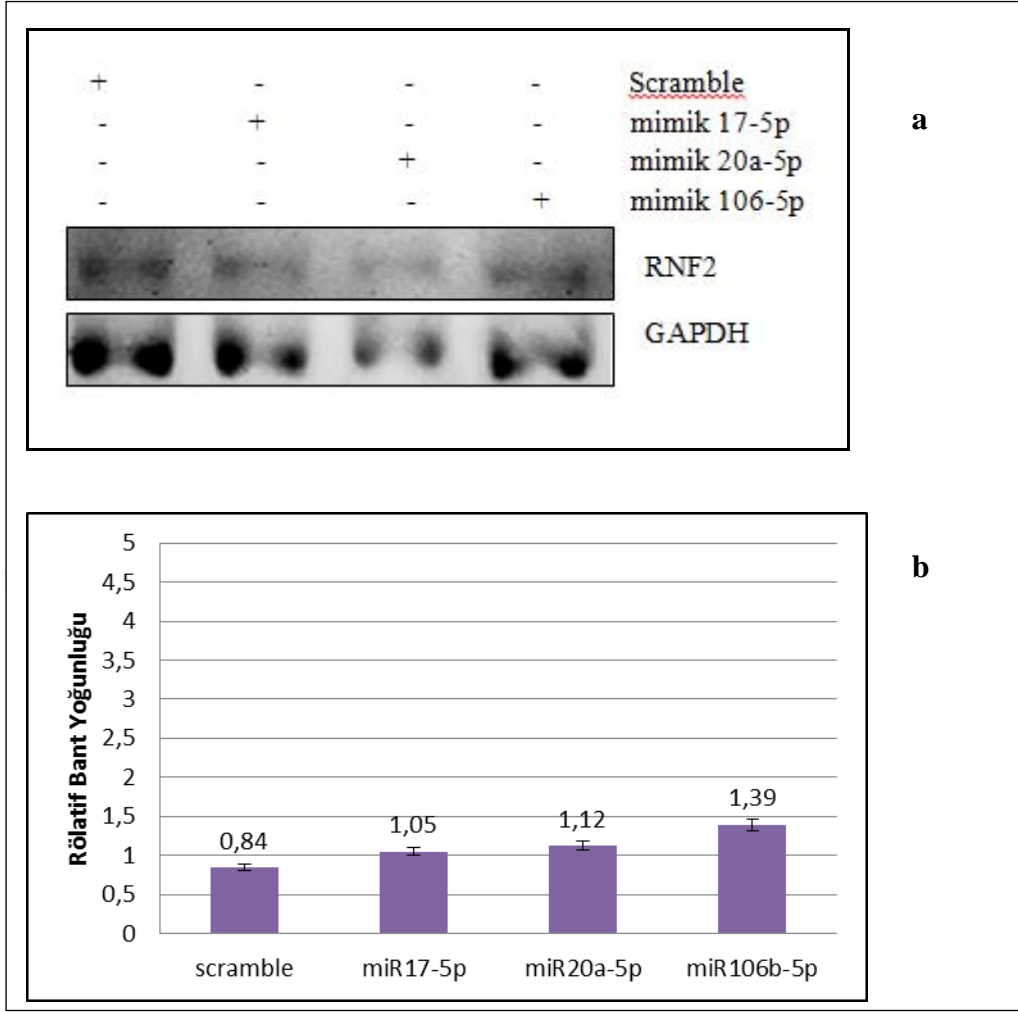 + - - - Scramble
- + - - mimik 17-5p
- - + - mimik 20a-5p
- - - + mimik 106-5p
RNF2
GAPDH
a
5
4,5
4
3,5
3
2,5
2
1,5
1
0,5
0
Rölatif Bant Yoğunluğu
0,84
1,05
1,12
1,39
scramble miR17-5p miR20a-5p miR106b-5p
b